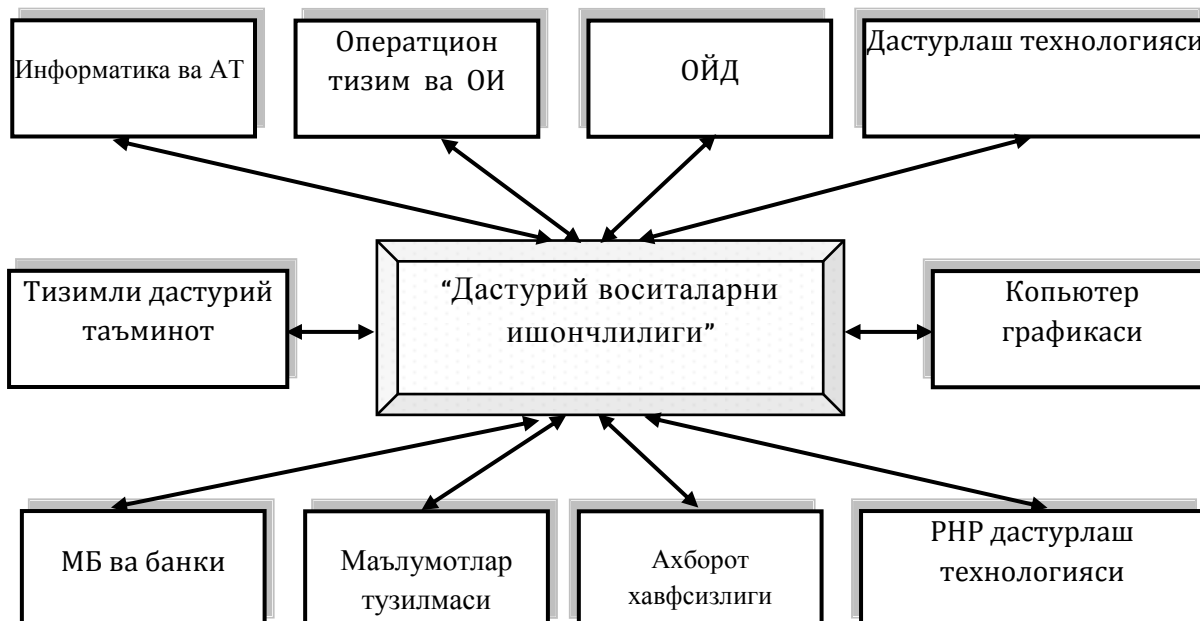 Информатика ва АТ
Оператцион
тизим ва ОИ
ОЙД
Дастурлаш технологияси
Тизимли дастурий
таъминот
“Дастурий воситаларни
ишончлилиги”
Копьютер
графикаси
МБ ва банки
Маълумотлар
тузилмаси
Ахборот
хавфсизлиги
РНР дастурлаш
технологияси